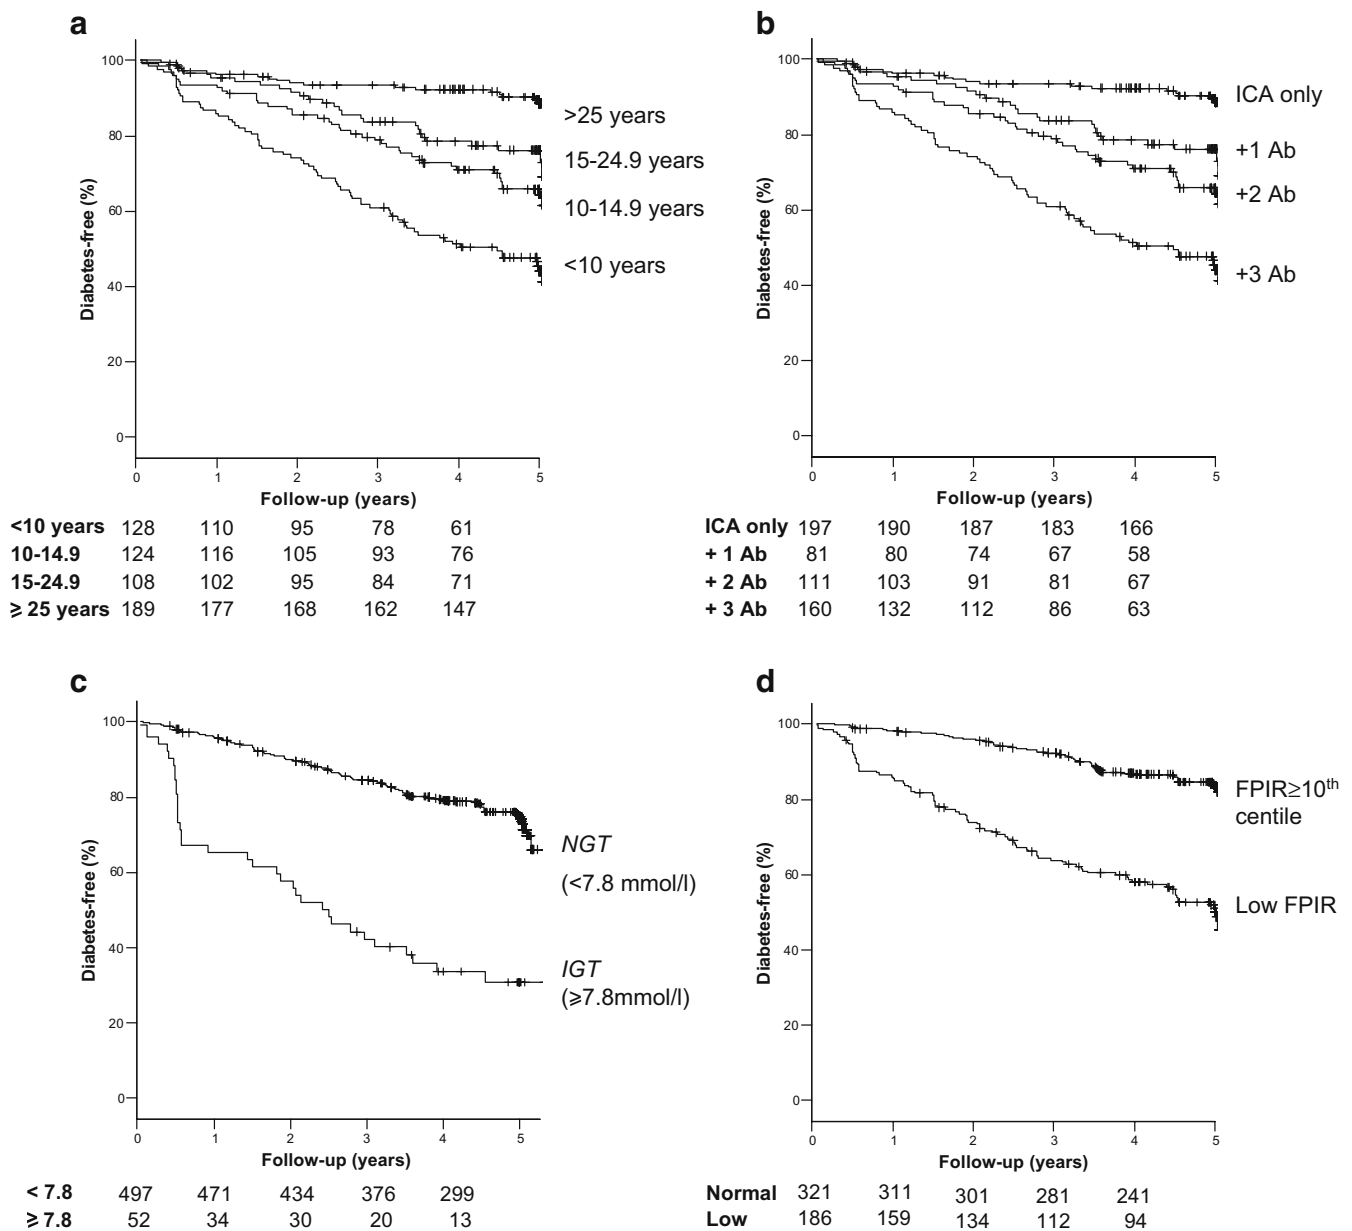 a
100
80
60
40
20
0
Diabetes-free (%)
>25 years
15-24.9 years
10-14.9 years
<10 years
0 1 2 3 4 5
Follow-up (years)
<10 years 128 110 95 78 61
10-14.9 124 116 105 93 76
15-24.9 108 102 95 84 71
⩾ 25 years 189 177 168 162 147
b
100
80
60
40
20
0
Diabetes-free (%)
ICA only
+1 Ab
+2 Ab
+3 Ab
0 1 2 3 4 5
Follow-up (years)
ICA only 197 190 187 183 166
+ 1 Ab 81 80 74 67 58
+ 2 Ab 111 103 91 81 67
+ 3 Ab 160 132 112 86 63
c
100
80
60
40
20
0
Diabetes-free (%)
NGT
(<7.8 mmol/l)
IGT
(⩾7.8mmol/l)
0 1 2 3 4 5
Follow-up (years)
< 7.8 497 471 434 376 299
⩾ 7.8 52 34 30 20 13
d
100
80
60
40
20
0
Diabetes-free (%)
FPIR≥10th
centile
Low FPIR
0 1 2 3 4 5
Follow-up (years)
Normal 321 311 301 281 241
Low 186 159 134 112 94